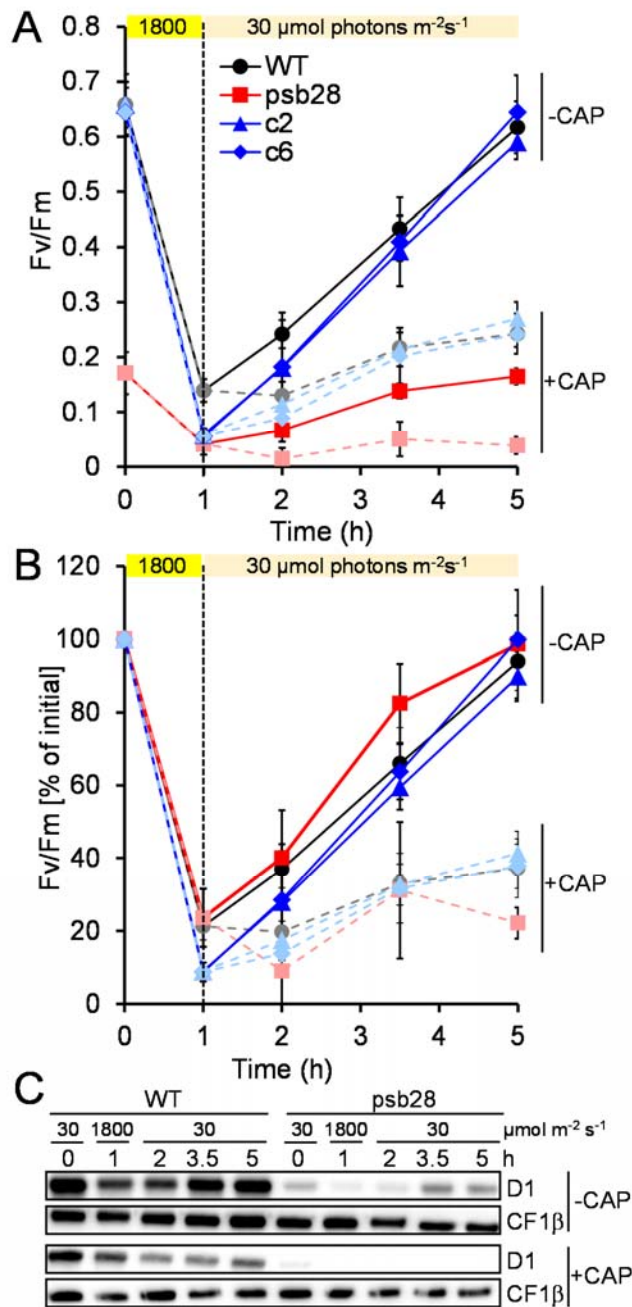 A
1800
30 µmol photons m⁻²s⁻¹
WT
psb28
c2
c6
-CAP
+CAP
0.8
0.7
0.6
0.5
0.4
0.3
0.2
0.1
0
Fv/Fm
0 1 2 3 4 5
Time (h)
B
1800
30 µmol photons m⁻²s⁻¹
-CAP
+CAP
120
100
80
60
40
20
0
Fv/Fm [% of initial]
0 1 2 3 4 5
Time (h)
C
WT psb28
30 1800 30 30 1800 30 µmol m⁻² s⁻¹
0 1 2 3.5 5 0 1 2 3.5 5 h
D1
CF1β
-CAP
D1
CF1β
+CAP